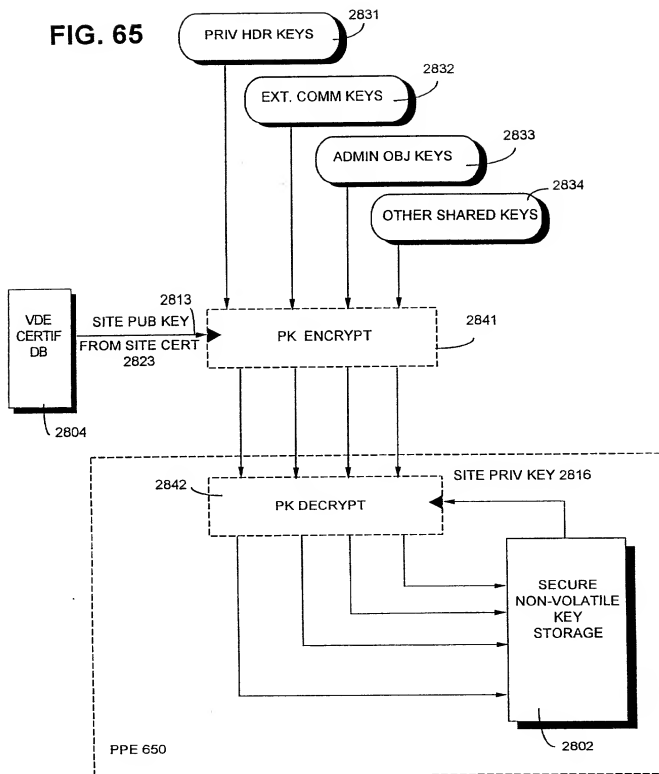 FIG. 65
PRIV HDR KEYS
2831
EXT. COMM KEYS
2832
ADMIN OBJ KEYS
2833
OTHER SHARED KEYS
2834
VDE
CERTIF
DB
2804
2813
SITE PUB KEY
FROM SITE CERT
2823
PK ENCRYPT
2841
2842
PK DECRYPT
SITE PRIV KEY 2816
SECURE
NON-VOLATILE
KEY
STORAGE
2802
PPE 650